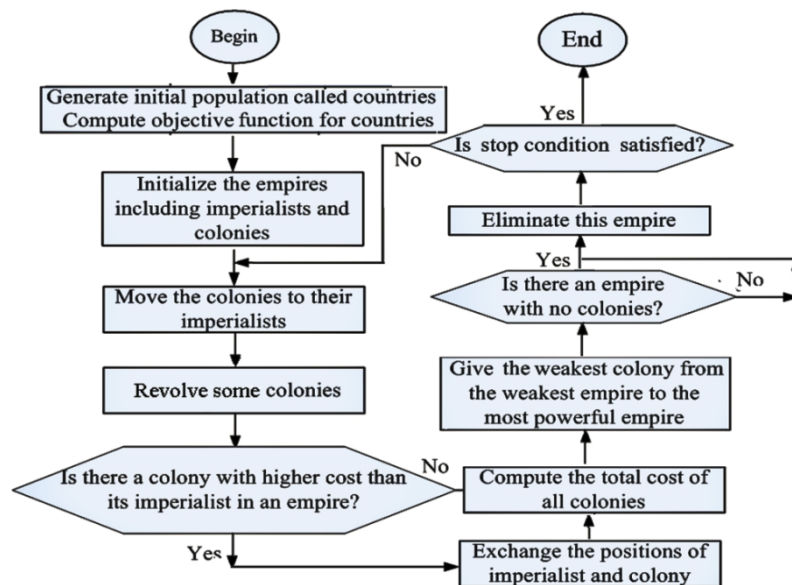 Begin
Generate initial population called countries
Compute objective function for countries
Initialize the empires
including imperialists and
colonies
Move the colonies to their
imperialists
Revolve some colonies
Is there a colony with higher cost than
its imperialist in an empire?
No
Yes
Exchange the positions of
imperialist and colony
Compute the total cost of
all colonies
Give the weakest colony from
the weakest empire to the
most powerful empire
Is there an empire
with no colonies?
No
Yes
Eliminate this empire
Is stop condition satisfied?
No
Yes
End